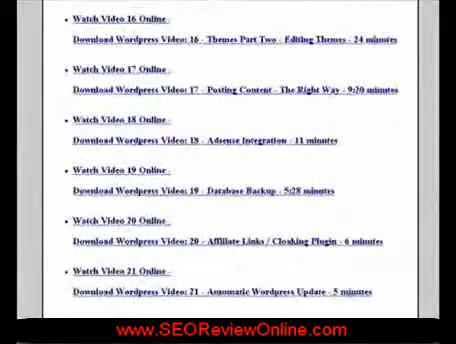 Watch Video 16 Online -
Download Wordpress Video: 16 - Themes Part Two - Editing Themes - 24 minutes
Watch Video 17 Online -
Download Wordpress Video: 17 - Posting Content - The Right Way - 9:20 minutes
Watch Video 18 Online -
Download Wordpress Video: 18 - Adsense Integration - 11 minutes
Watch Video 19 Online -
Download Wordpress Video: 19 - Database Backup - 5:28 minutes
Watch Video 20 Online -
Download Wordpress Video: 20 - Affiliate Links / Cloaking Plugin - 6 minutes
Watch Video 21 Online -
Download Wordpress Video: 21 - Automatic Wordpress Update - 5 minutes
www.SEOReviewOnline.com